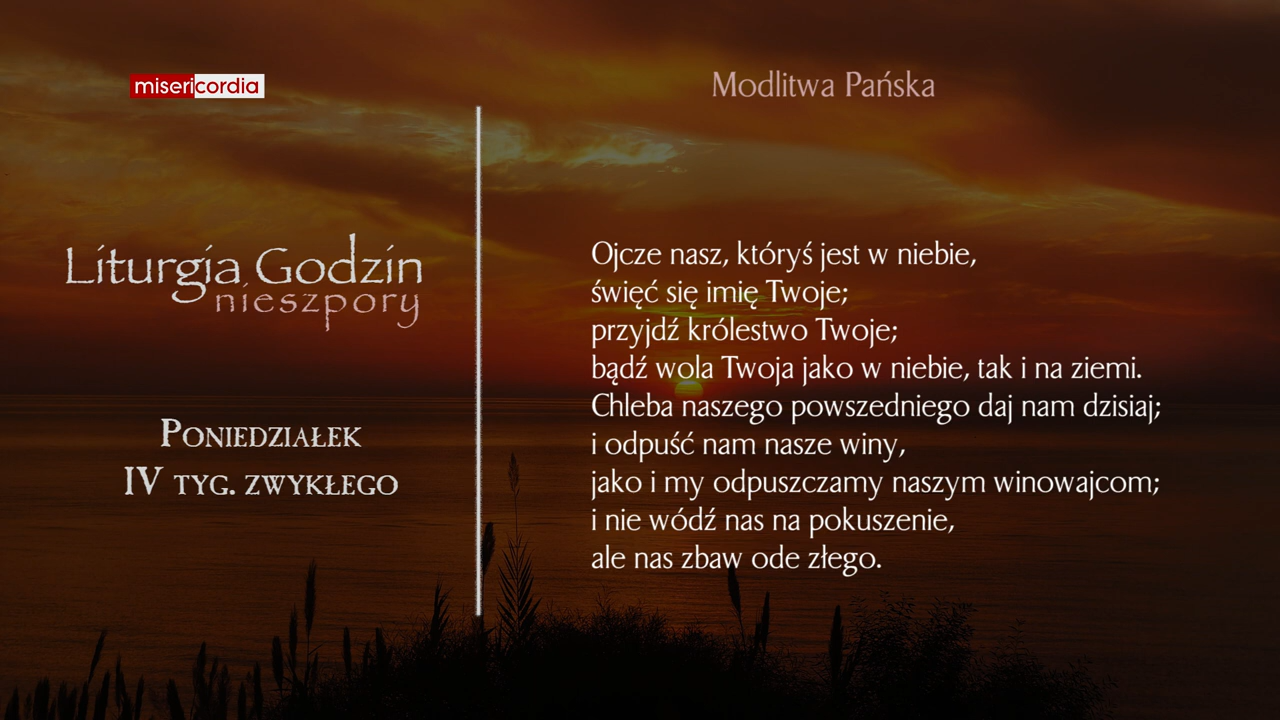 misericordia
Liturgia Godzin
nieszpory
Poniedziałek
IV tyg. zwykłego
Modlitwa Pańska
Ojcze nasz, któryś jest w niebie,
święć się imię Twoje;
przyjdź królestwo Twoje;
bądź wola Twoja jako w niebie, tak i na ziemi.
Chleba naszego powszedniego daj nam dzisiaj;
i odpuść nam nasze winy,
jako i my odpuszczamy naszym winowajcom;
i nie wódź nas na pokuszenie,
ale nas zbaw ode złego.